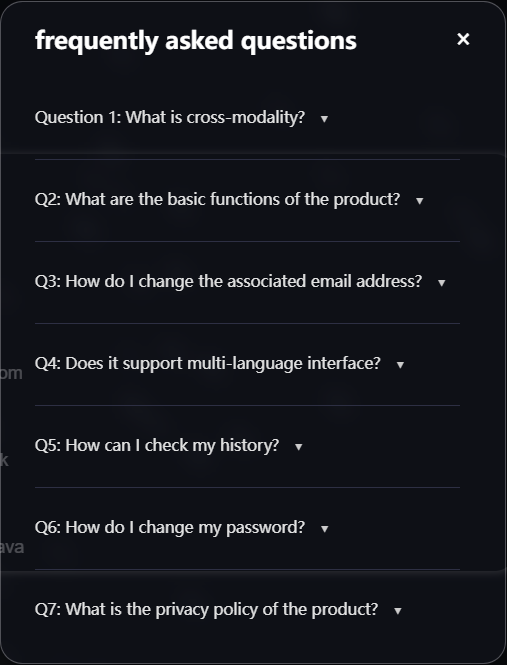 frequently asked questions ×
Question 1: What is cross-modality? ▼
Q2: What are the basic functions of the product? ▼
Q3: How do I change the associated email address? ▼
om
Q4: Does it support multi-language interface? ▼
k
Q5: How can I check my history? ▼
Q6: How do I change my password? ▼
ava
Q7: What is the privacy policy of the product? ▼